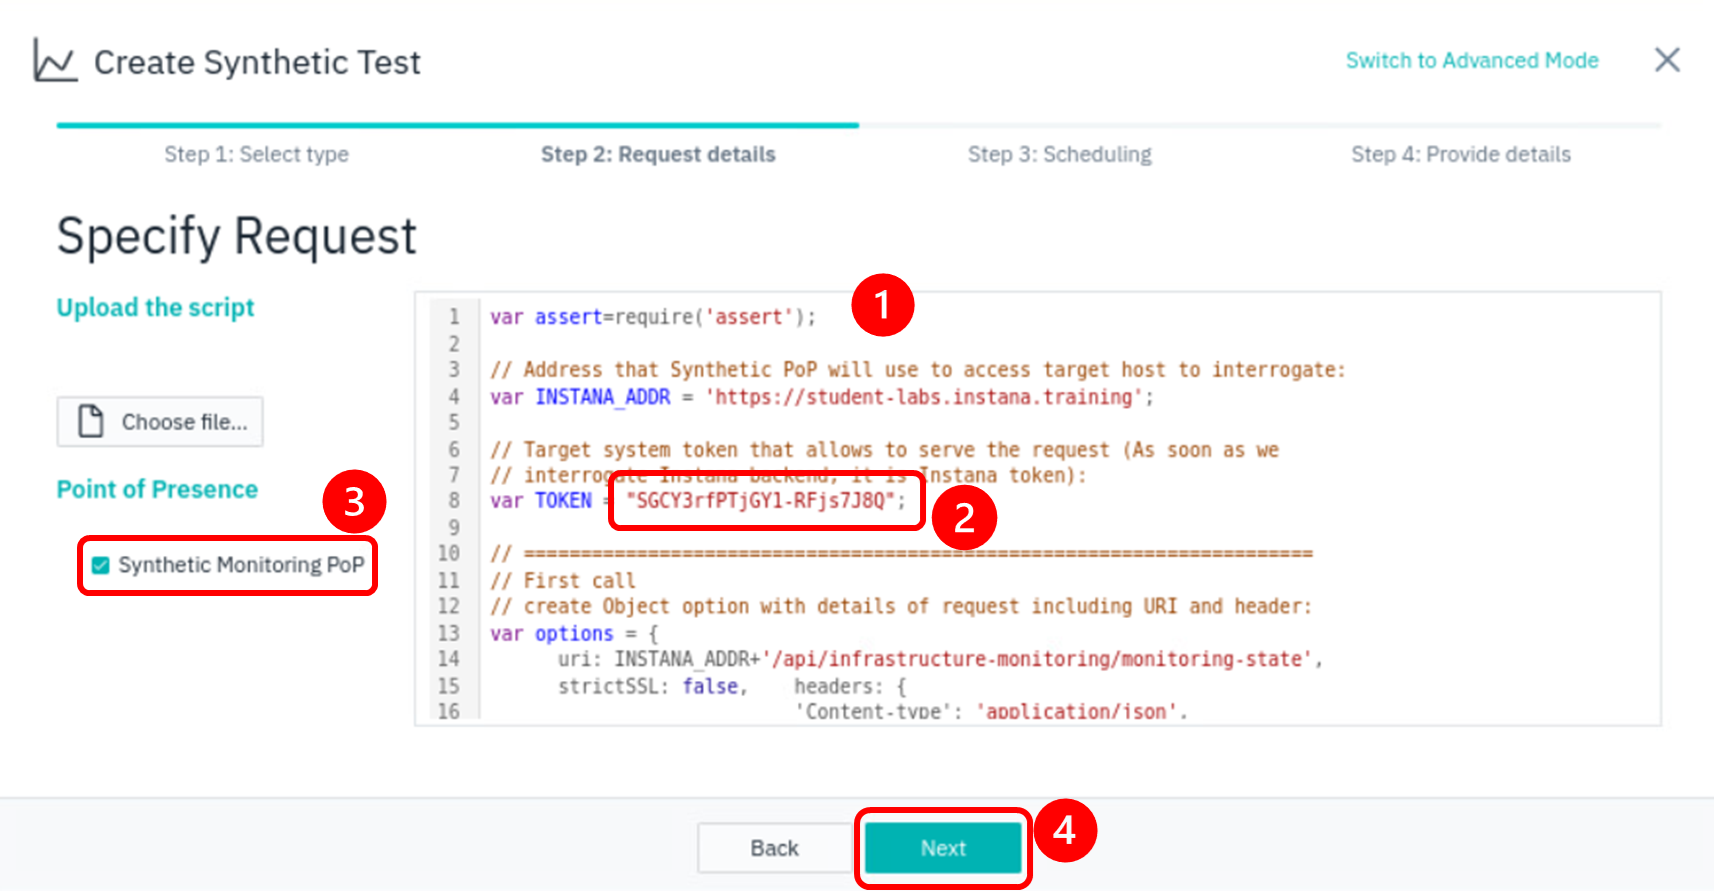 Create Synthetic Test
Switch to Advanced Mode
Step 1: Select type
Step 2: Request details
Step 3: Scheduling
Step 4: Provide details
Specify Request
Upload the script
Choose file...
Point of Presence
3
Synthetic Monitoring PoP
1
1 var assert=require('assert');
2
3 // Address that Synthetic PoP will use to access target host to interrogate:
4 var INSTANA_ADDR = 'https://student-labs.instana.training';
5
6 // Target system token that allows to serve the request (As soon as we
7 // interrogate Instana backend, it is Instana token):
8 var TOKEN = "SGCY3rfPTjGY1-RFjs7J8Q";
2
9
10 // ======================================================================
11 // First call
12 // create Object option with details of request including URI and header:
13 var options = {
14 uri: INSTANA_ADDR+'/api/infrastructure-monitoring/monitoring-state',
15 strictSSL: false, headers: {
16 'Content-type': 'application/json',
Back
Next
4